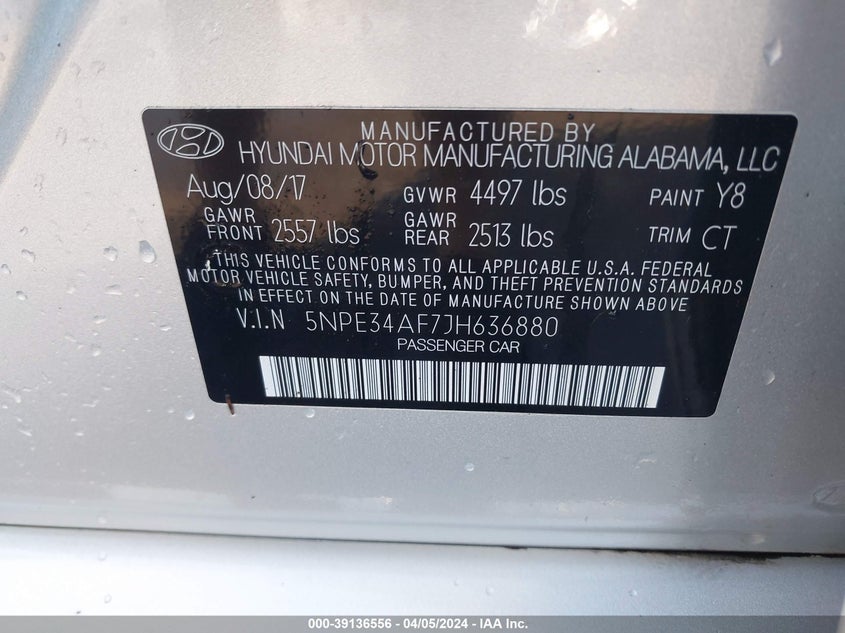 MANUFACTURED BY
HYUNDAI MOTOR MANUFACTURING ALABAMA, LLC
Aug/08/17 GVWR 4497 lbs PAINT Y8
GAWR FRONT 2557 lbs GAWR REAR 2513 lbs TRIM CT
THIS VEHICLE CONFORMS TO ALL APPLICABLE U.S.A. FEDERAL
MOTOR VEHICLE SAFETY, BUMPER, AND THEFT PREVENTION STANDARDS
IN EFFECT ON THE DATE OF MANUFACTURE SHOWN ABOVE
V.I.N 5NPE34AF7JH636880
PASSENGER CAR
000-39136556 - 04/05/2024 - IAA Inc.